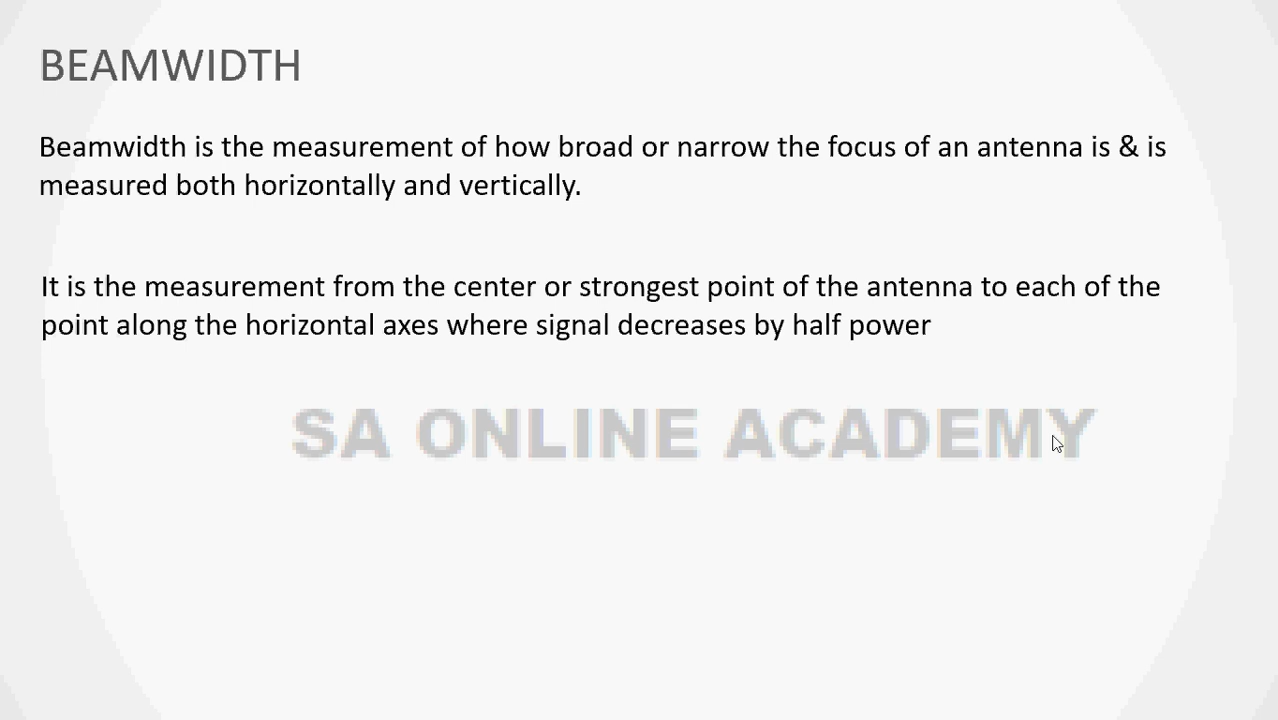 BEAMWIDTH
Beamwidth is the measurement of how broad or narrow the focus of an antenna is & is
measured both horizontally and vertically.
It is the measurement from the center or strongest point of the antenna to each of the
point along the horizontal axes where signal decreases by half power
SA ONLINE ACADEMY